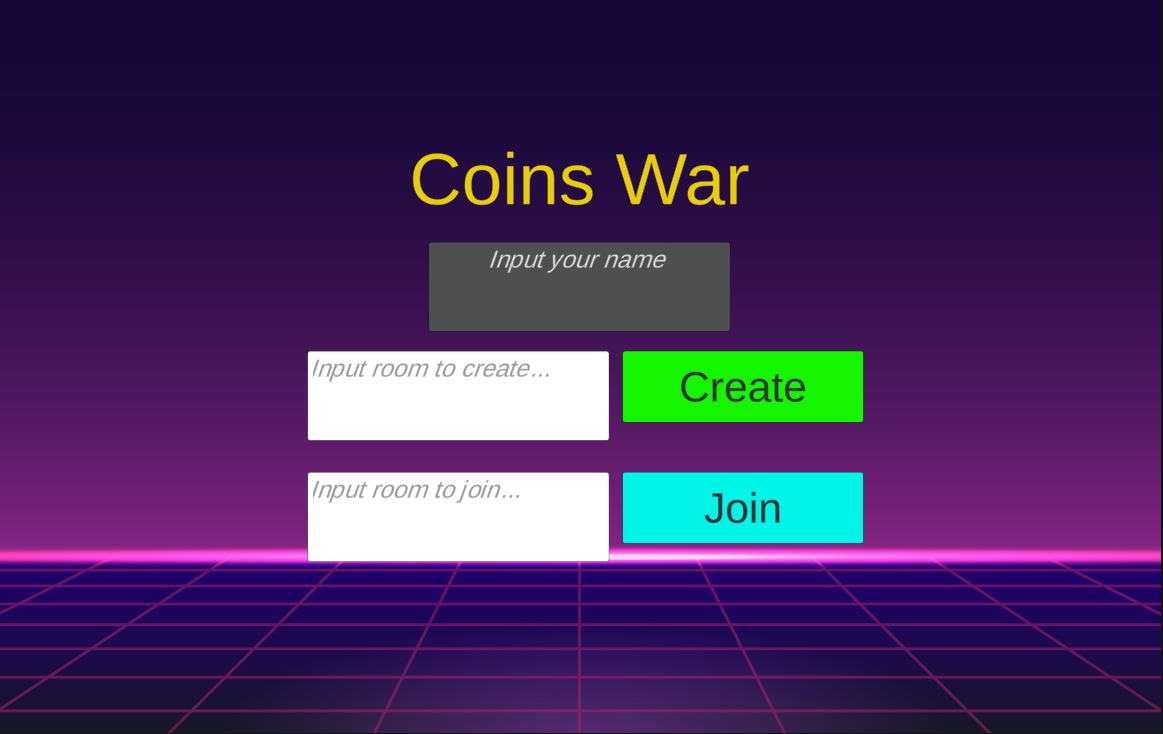 Coins War
Input your name
Input room to create...
Create
Input room to join...
Join